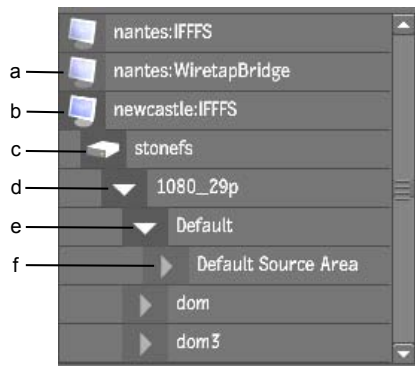 nantes:IFFFS
a nantes:WiretapBridge
b newcastle:IFFFS
c stonefs
d 1080_29p
e Default
f Default Source Area
dom
dom3